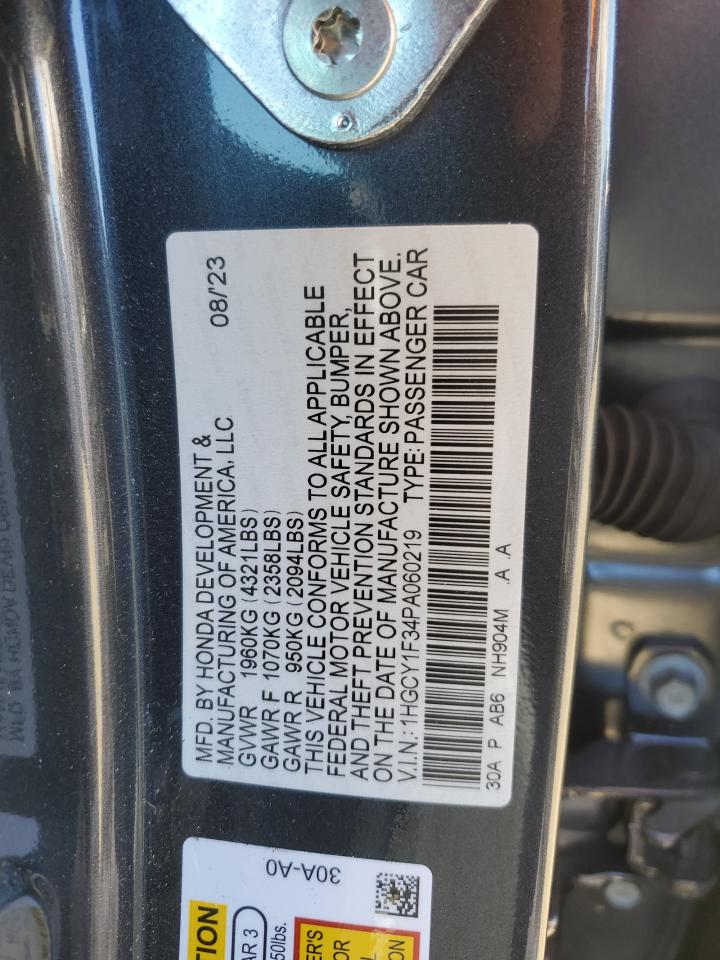 MFD. BY HONDA DEVELOPMENT & 08/'23
MANUFACTURING OF AMERICA, LLC
GVWR 1960KG (4321LBS)
GAWR F 1070KG (2358LBS)
GAWR R 950KG (2094LBS)
THIS VEHICLE CONFORMS TO ALL APPLICABLE
FEDERAL MOTOR VEHICLE SAFETY, BUMPER,
AND THEFT PREVENTION STANDARDS IN EFFECT
ON THE DATE OF MANUFACTURE SHOWN ABOVE.
V.I.N.: 1HGCY1F34PA060219 TYPE: PASSENGER CAR
30A P AB6 NH904M .A .A
30A-A0